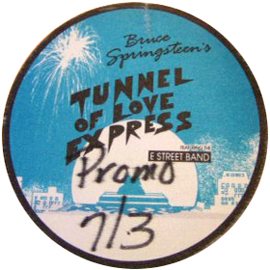 Bruce
Springsteen's
TUNNEL
OF LOVE
EXPRESS
FEATURING THE
E STREET BAND
Promo
7/3